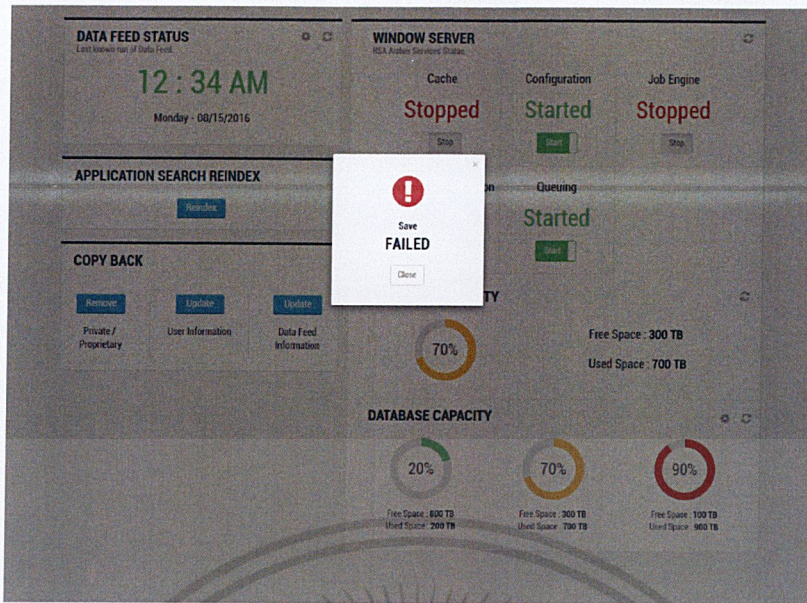 DATA FEED STATUS
Last known run of Data Feed.
12 : 34 AM
Monday - 08/15/2016
APPLICATION SEARCH REINDEX
Reindex
COPY BACK
Remove
Update
Update
Private /
Proprietary
User Information
Data Feed
Information
WINDOW SERVER
RSA Archer Services Status.
Cache
Configuration
Job Engine
Stopped
Started
Stopped
Stop
Start
Stop
Queuing
Started
Start
×
!
Save
FAILED
Close
70%
Free Space : 300 TB
Used Space : 700 TB
DATABASE CAPACITY
20%
70%
90%
Free Space : 800 TB
Used Space : 200 TB
Free Space : 300 TB
Used Space : 700 TB
Free Space : 100 TB
Used Space : 900 TB